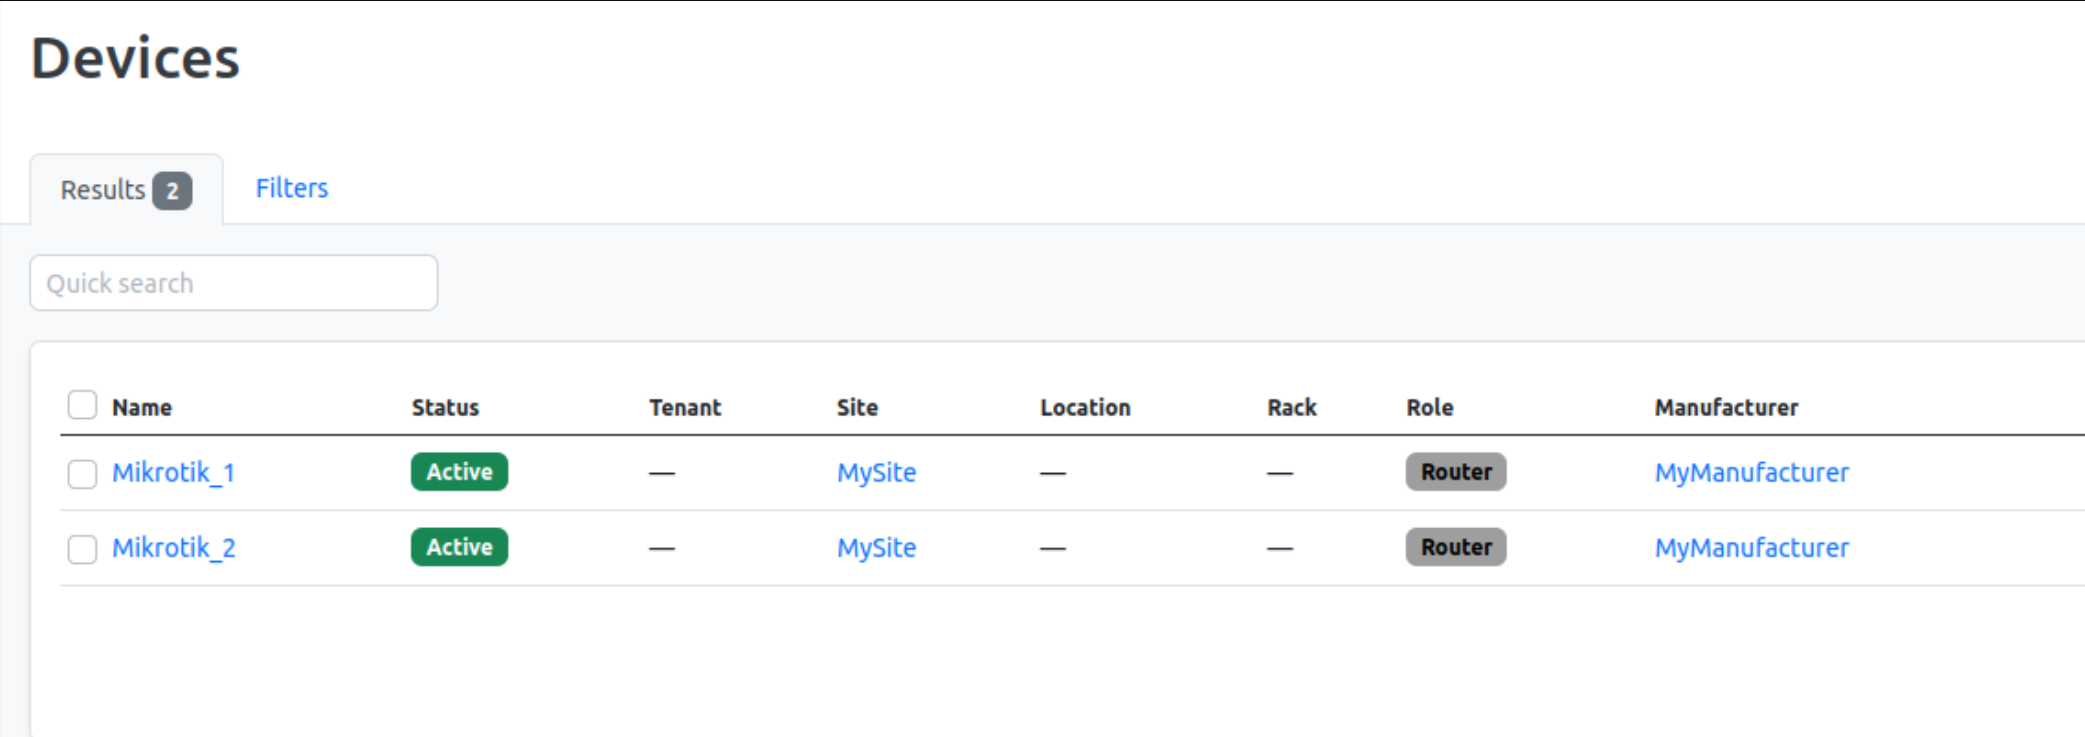 Devices
Results 2 Filters
Quick search
Name Status Tenant Site Location Rack Role Manufacturer
Mikrotik_1 Active — MySite — — Router MyManufacturer
Mikrotik_2 Active — MySite — — Router MyManufacturer